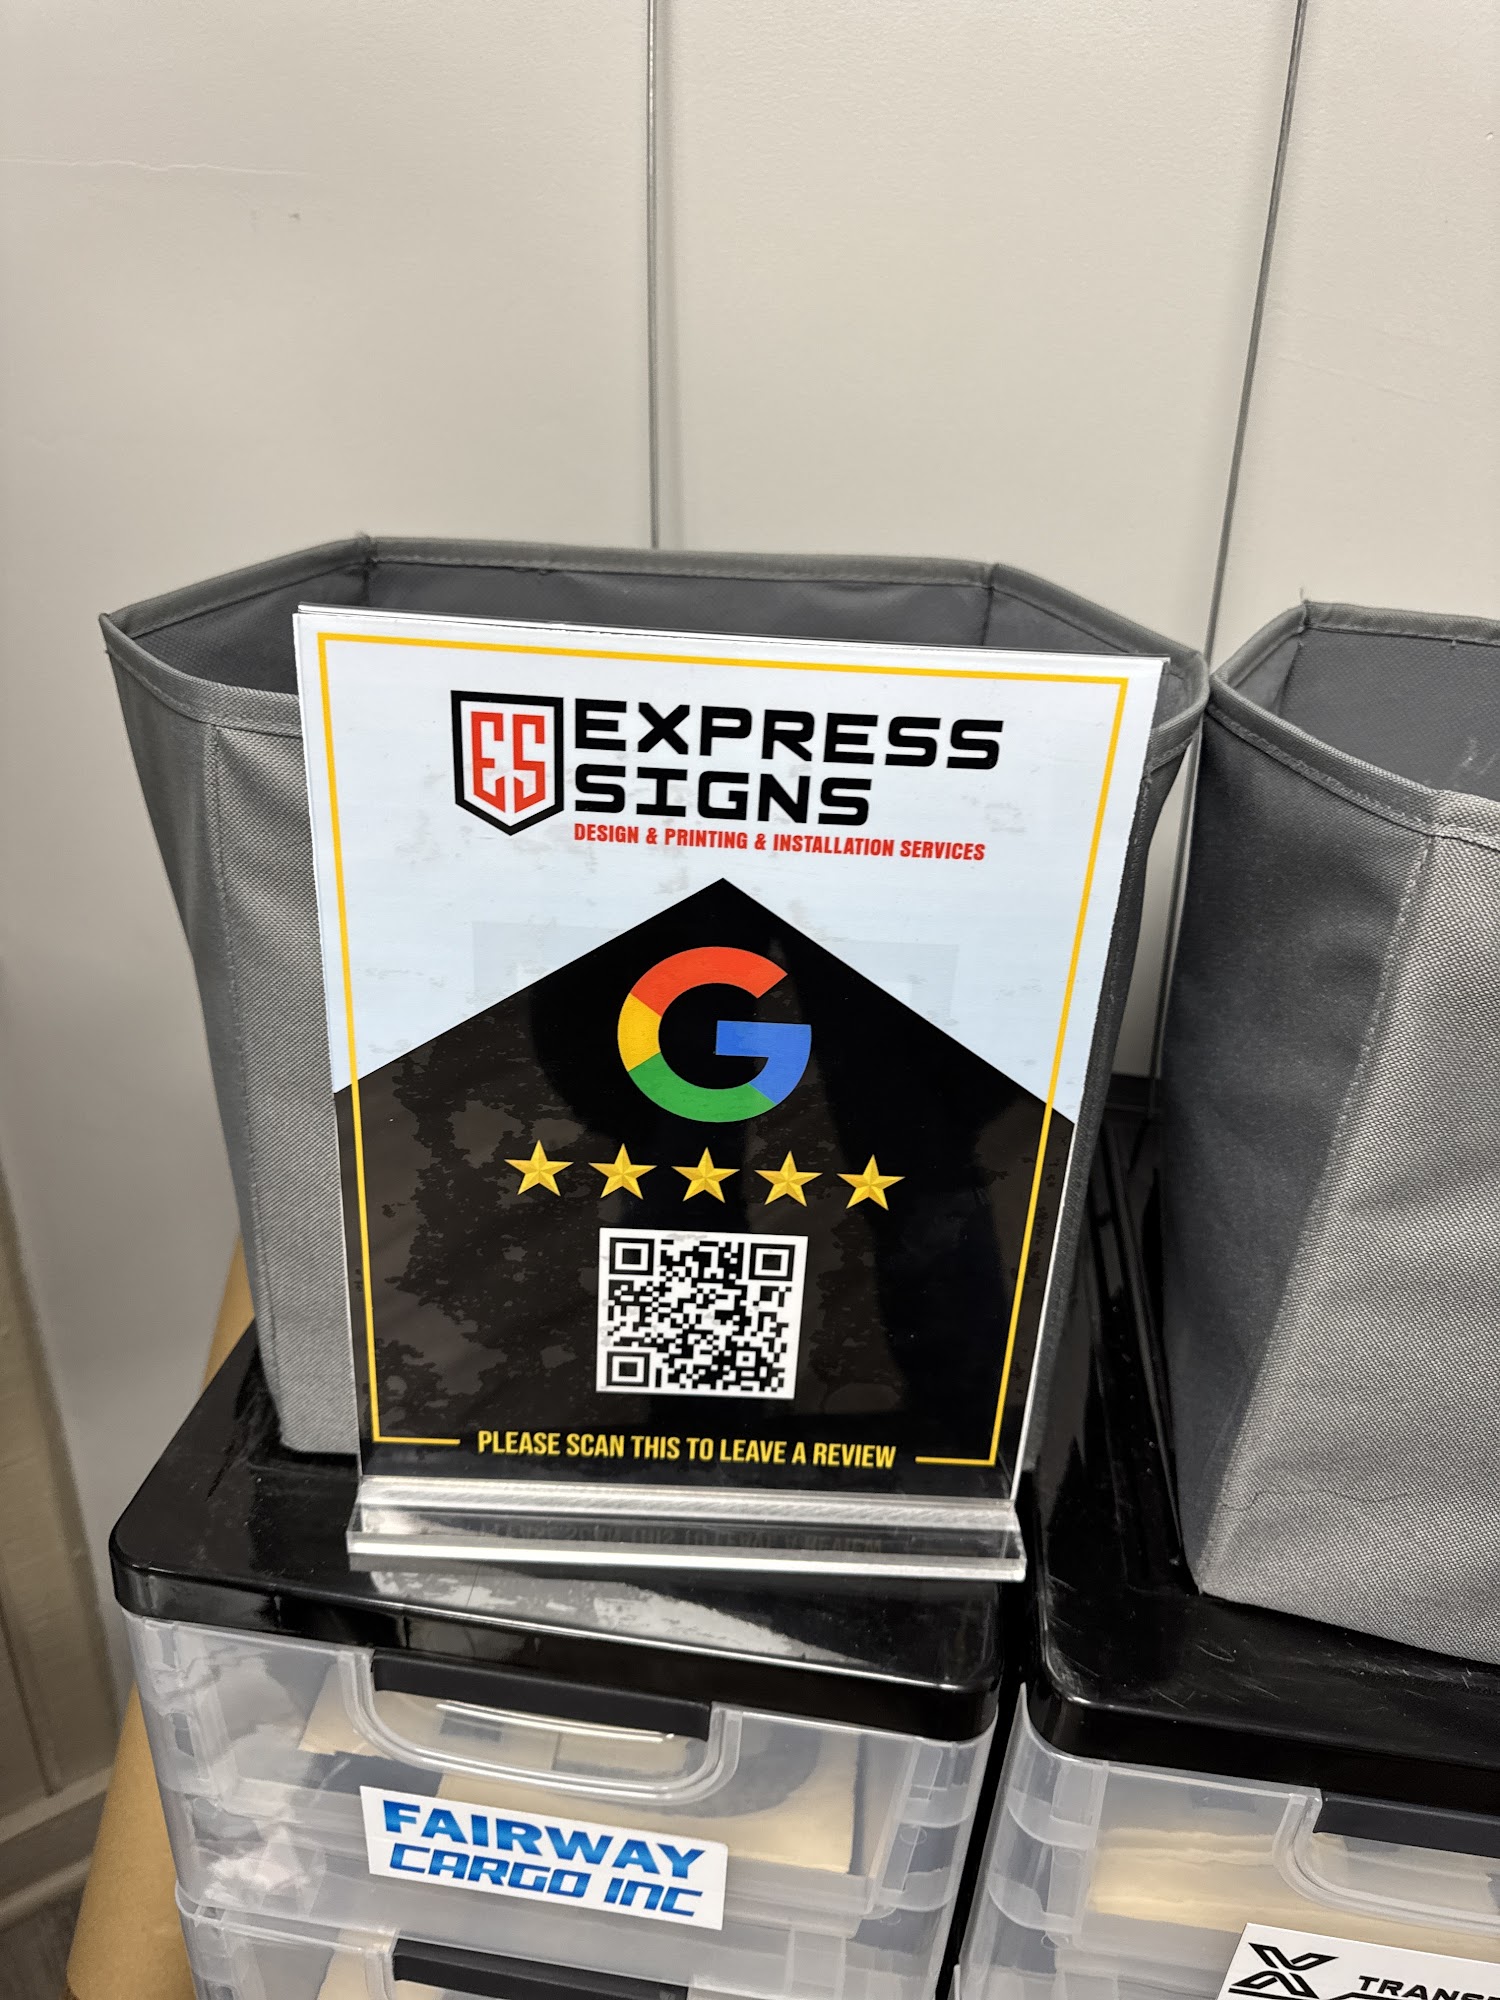 ES
EXPRESS
SIGNS
DESIGN & PRINTING & INSTALLATION SERVICES
G
PLEASE SCAN THIS TO LEAVE A REVIEW
FAIRWAY
CARGO INC
X